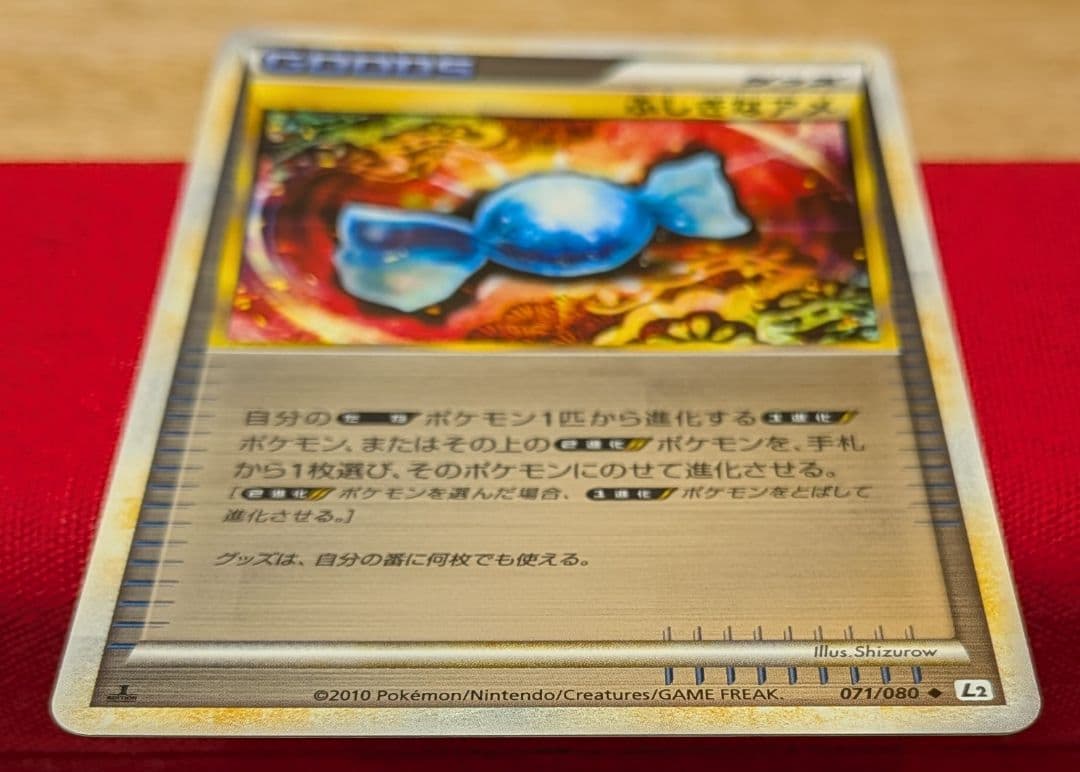 GOODS
グッズ
ふしぎなアメ
自分の たね ポケモン1匹から進化する 1進化
ポケモン、またはその上の 2進化 ポケモンを、手札
から1枚選び、そのポケモンにのせて進化させる。
[ 2進化 ポケモンを選んだ場合、 1進化 ポケモンをとばして
進化させる。]
グッズは、自分の番に何枚でも使える。
Illus. Shizurow
1 EDITION
©2010 Pokémon/Nintendo/Creatures/GAME FREAK.
071/080 ◆ L2